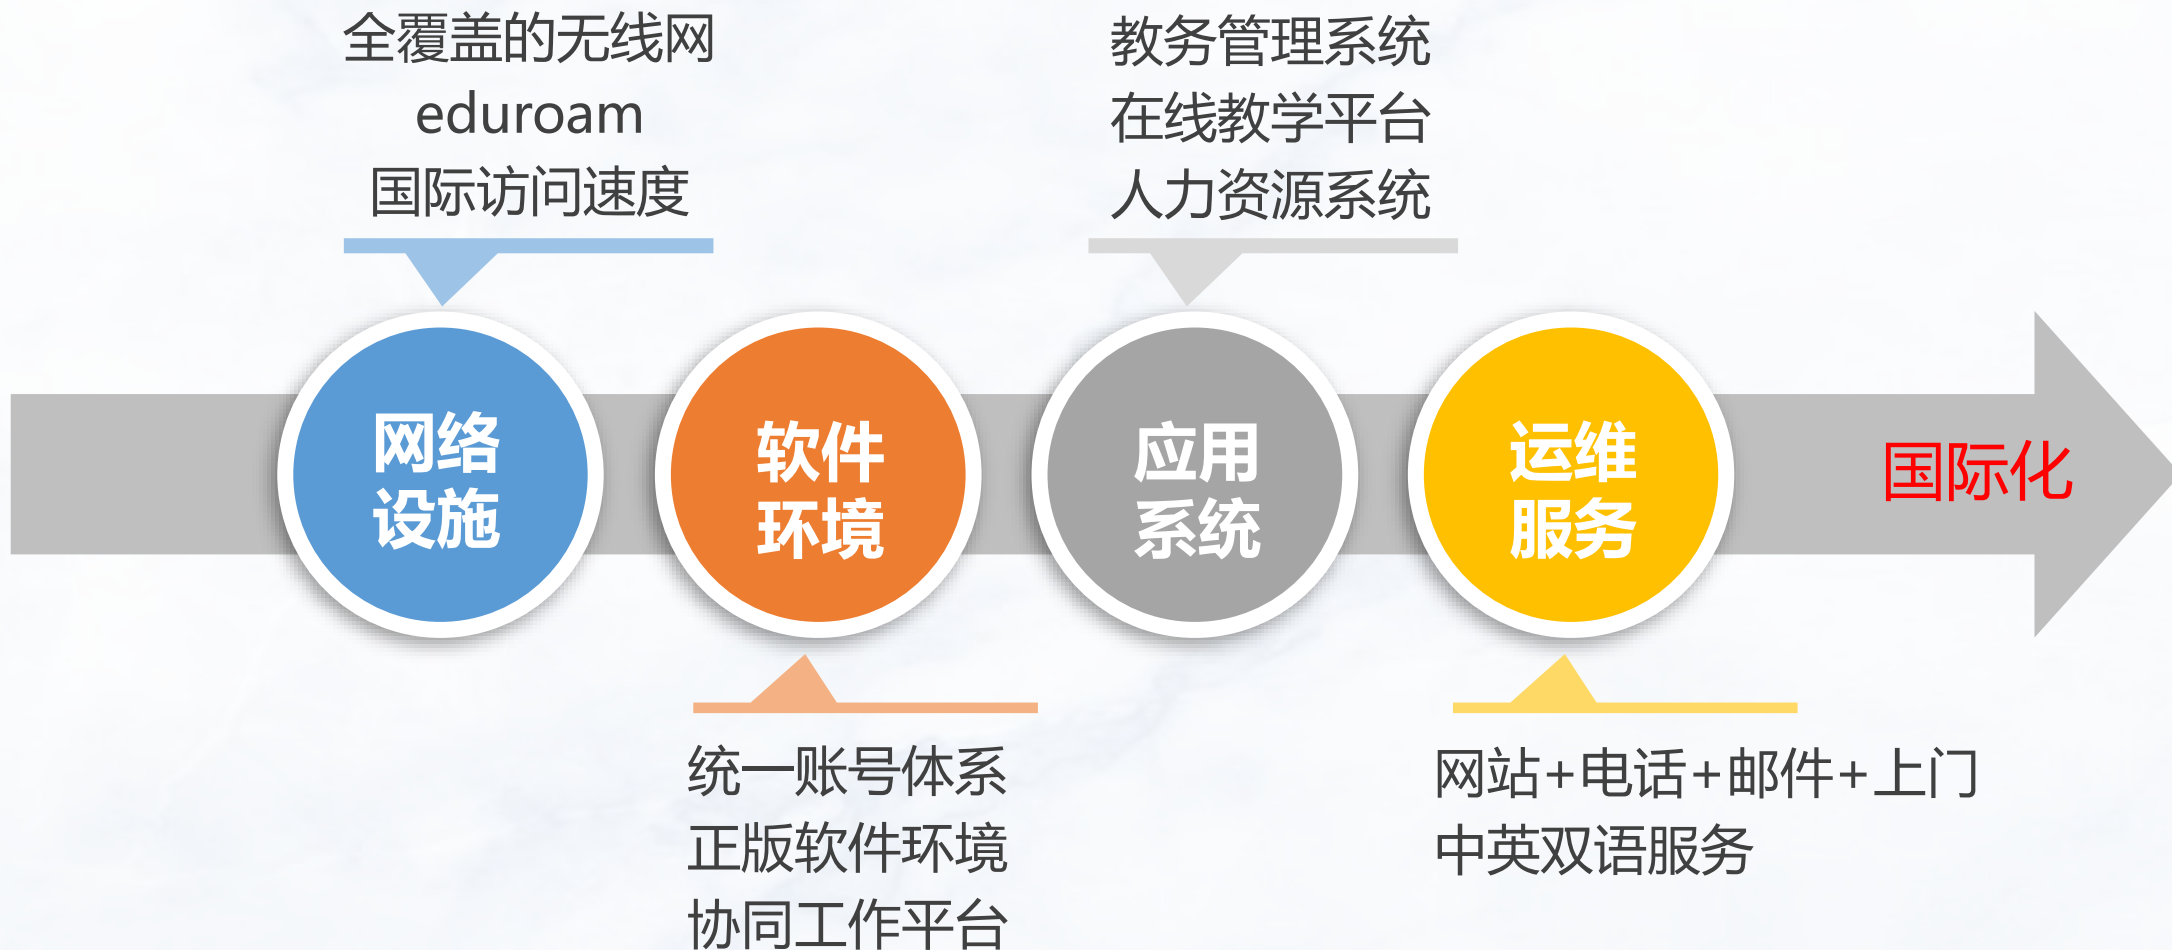 全覆盖的无线网
eduroam
国际访问速度
教务管理系统
在线教学平台
人力资源系统
网络
设施
软件
环境
应用
系统
运维
服务
国际化
统一账号体系
正版软件环境
协同工作平台
网站+电话+邮件+上门
中英双语服务